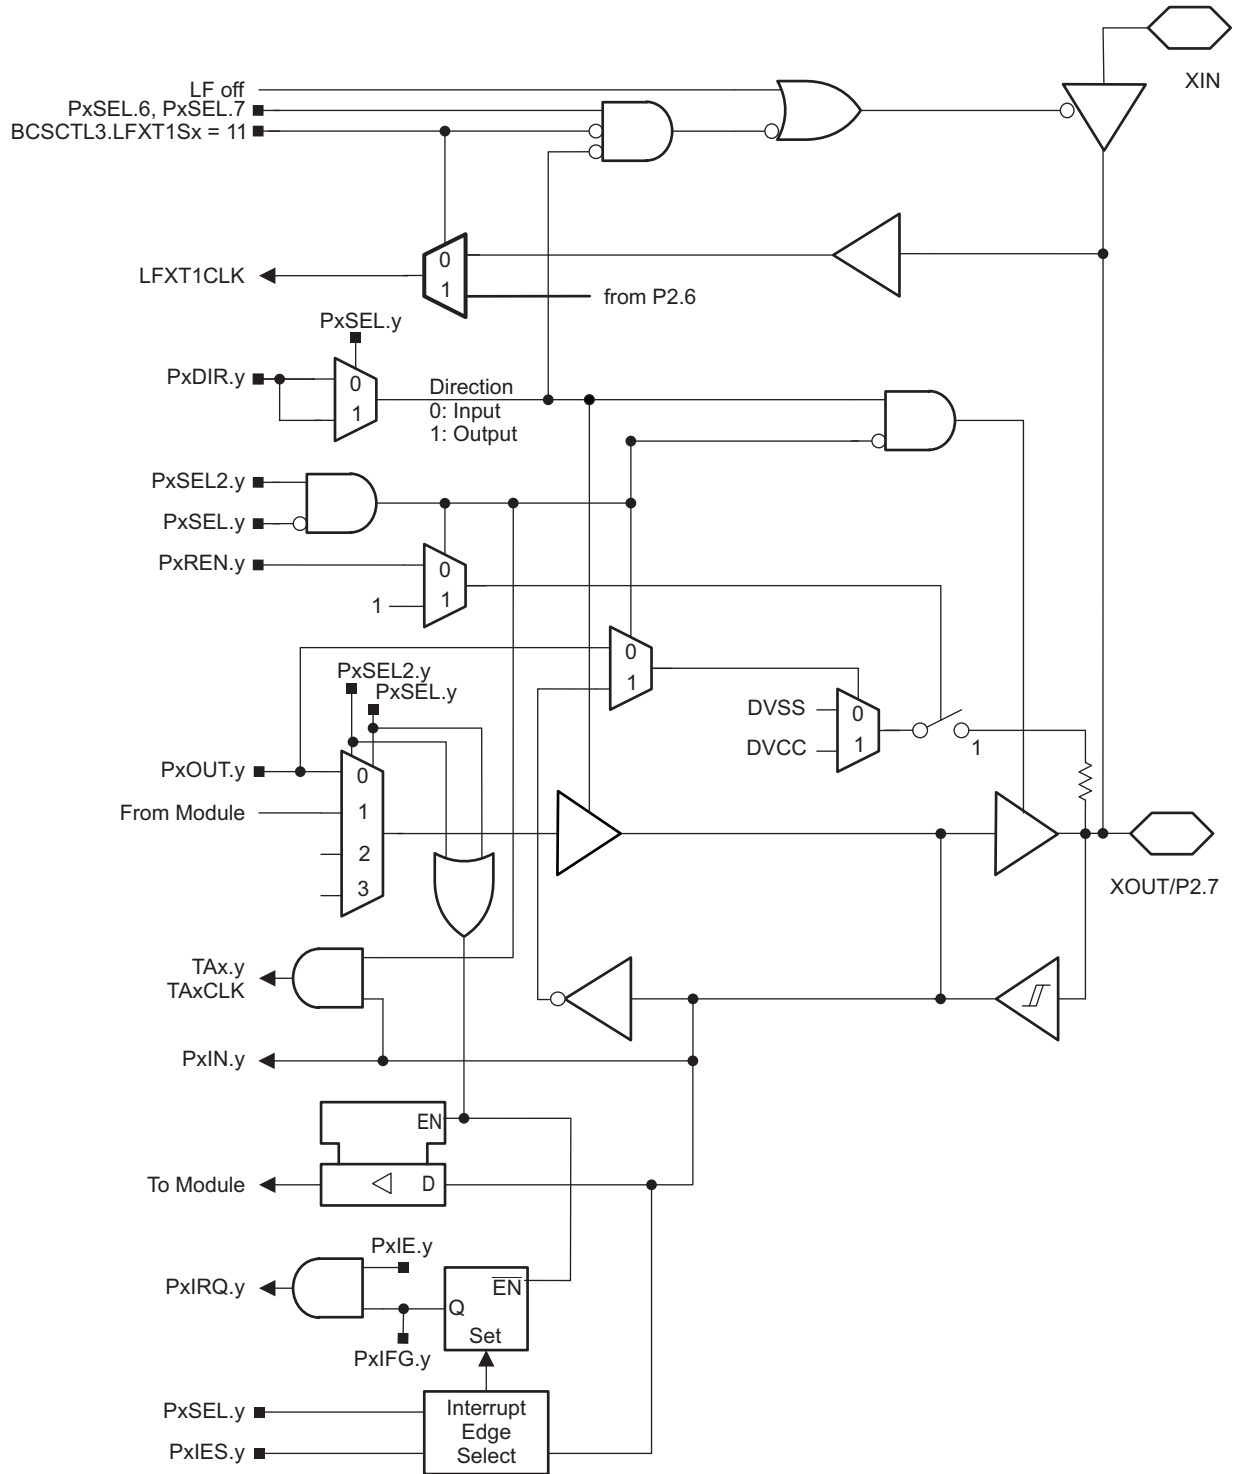 XIN
LF off
PxSEL.6, PxSEL.7
BCSCTL3.LFXT1Sx = 11
LFXT1CLK
0
1
from P2.6
PxSEL.y
PxDIR.y
0
1
Direction
0: Input
1: Output
PxSEL2.y
PxSEL.y
PxREN.y
0
1
1
0
1
PxSEL2.y
PxSEL.y
DVSS
DVCC
0
1
1
PxOUT.y
From Module
0
1
2
3
XOUT/P2.7
TAx.y
TAxCLK
PxIN.y
EN
To Module
D
PxIE.y
PxIRQ.y
EN
Q
Set
PxIFG.y
PxSEL.y
PxIES.y
Interrupt
Edge
Select